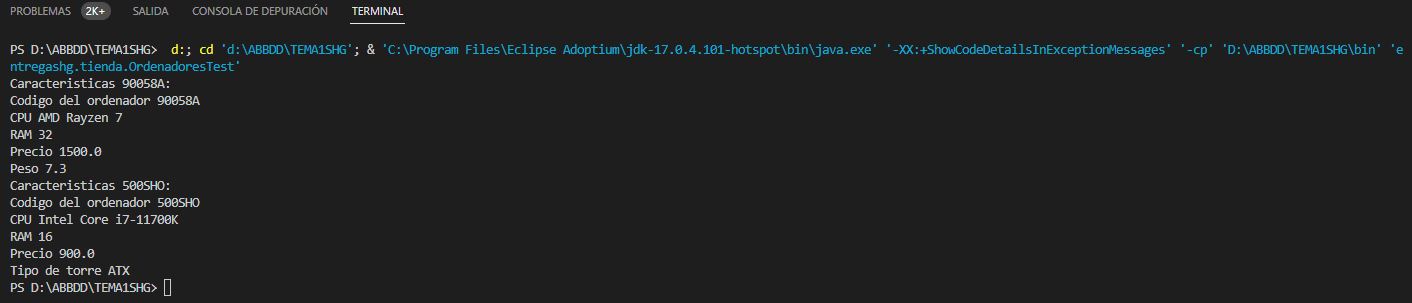 PROBLEMAS 2K+ SALIDA CONSOLA DE DEPURACIÓN TERMINAL
PS D:\ABBDD\TEMA1SHG>  d:; cd 'd:\ABBDD\TEMA1SHG'; & 'C:\Program Files\Eclipse Adoptium\jdk-17.0.4.101-hotspot\bin\java.exe' '-XX:+ShowCodeDetailsInExceptionMessages' '-cp' 'D:\ABBDD\TEMA1SHG\bin' 'e
ntregashg.tienda.OrdenadoresTest'
Caracteristicas 90058A:
Codigo del ordenador 90058A
CPU AMD Rayzen 7
RAM 32
Precio 1500.0
Peso 7.3
Caracteristicas 500SHO:
Codigo del ordenador 500SHO
CPU Intel Core i7-11700K
RAM 16
Precio 900.0
Tipo de torre ATX
PS D:\ABBDD\TEMA1SHG>